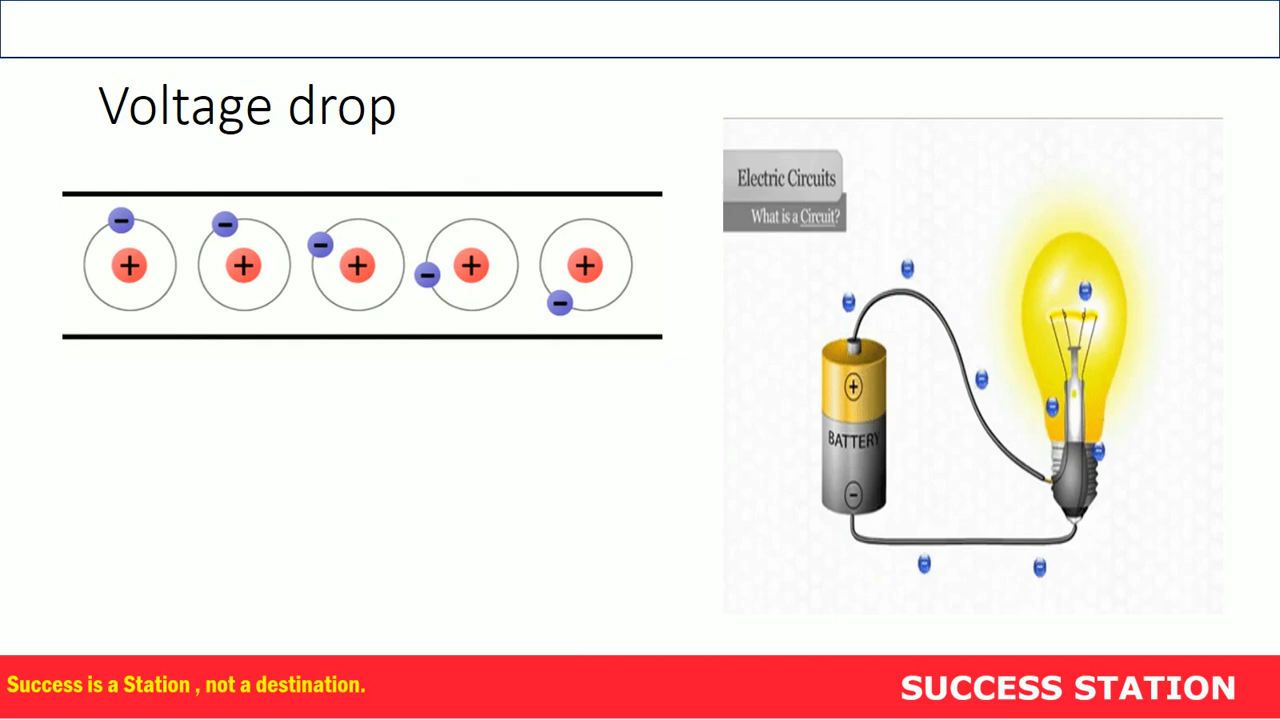 Voltage drop
Electric Circuits
What is a Circuit?
BATTERY
Success is a Station , not a destination.
SUCCESS STATION